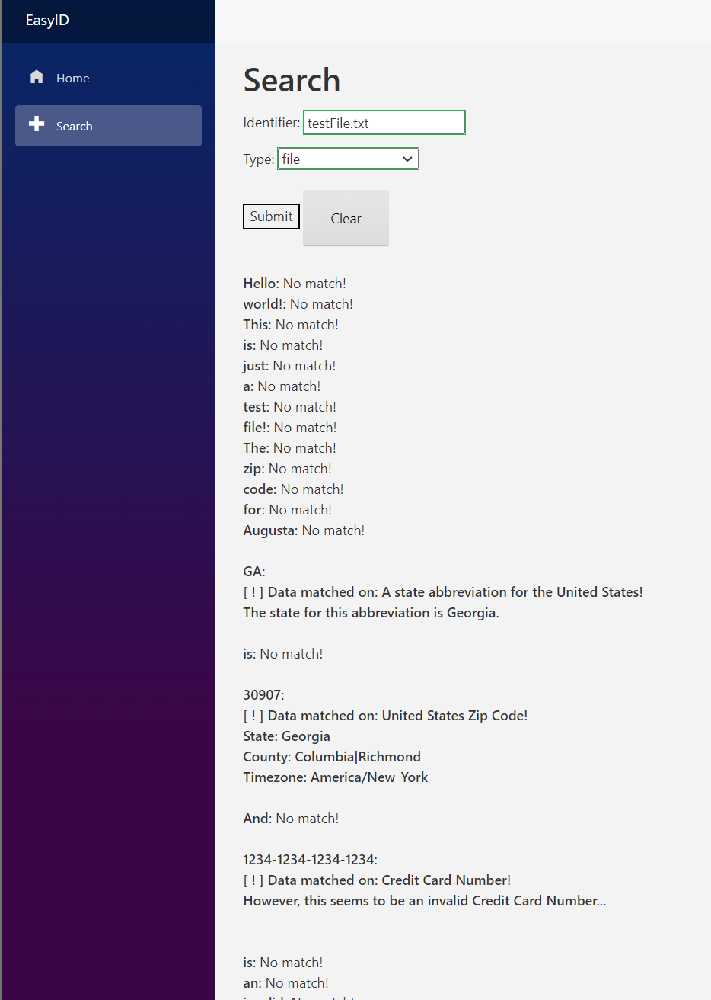 EasyID
Home
Search
Search
Identifier: testFile.txt
Type: file
Submit Clear
Hello: No match!
world!: No match!
This: No match!
is: No match!
just: No match!
a: No match!
test: No match!
file!: No match!
The: No match!
zip: No match!
code: No match!
for: No match!
Augusta: No match!
GA:
[ ! ] Data matched on: A state abbreviation for the United States!
The state for this abbreviation is Georgia.
is: No match!
30907:
[ ! ] Data matched on: United States Zip Code!
State: Georgia
County: Columbia|Richmond
Timezone: America/New_York
And: No match!
1234-1234-1234-1234:
[ ! ] Data matched on: Credit Card Number!
However, this seems to be an invalid Credit Card Number...
is: No match!
an: No match!